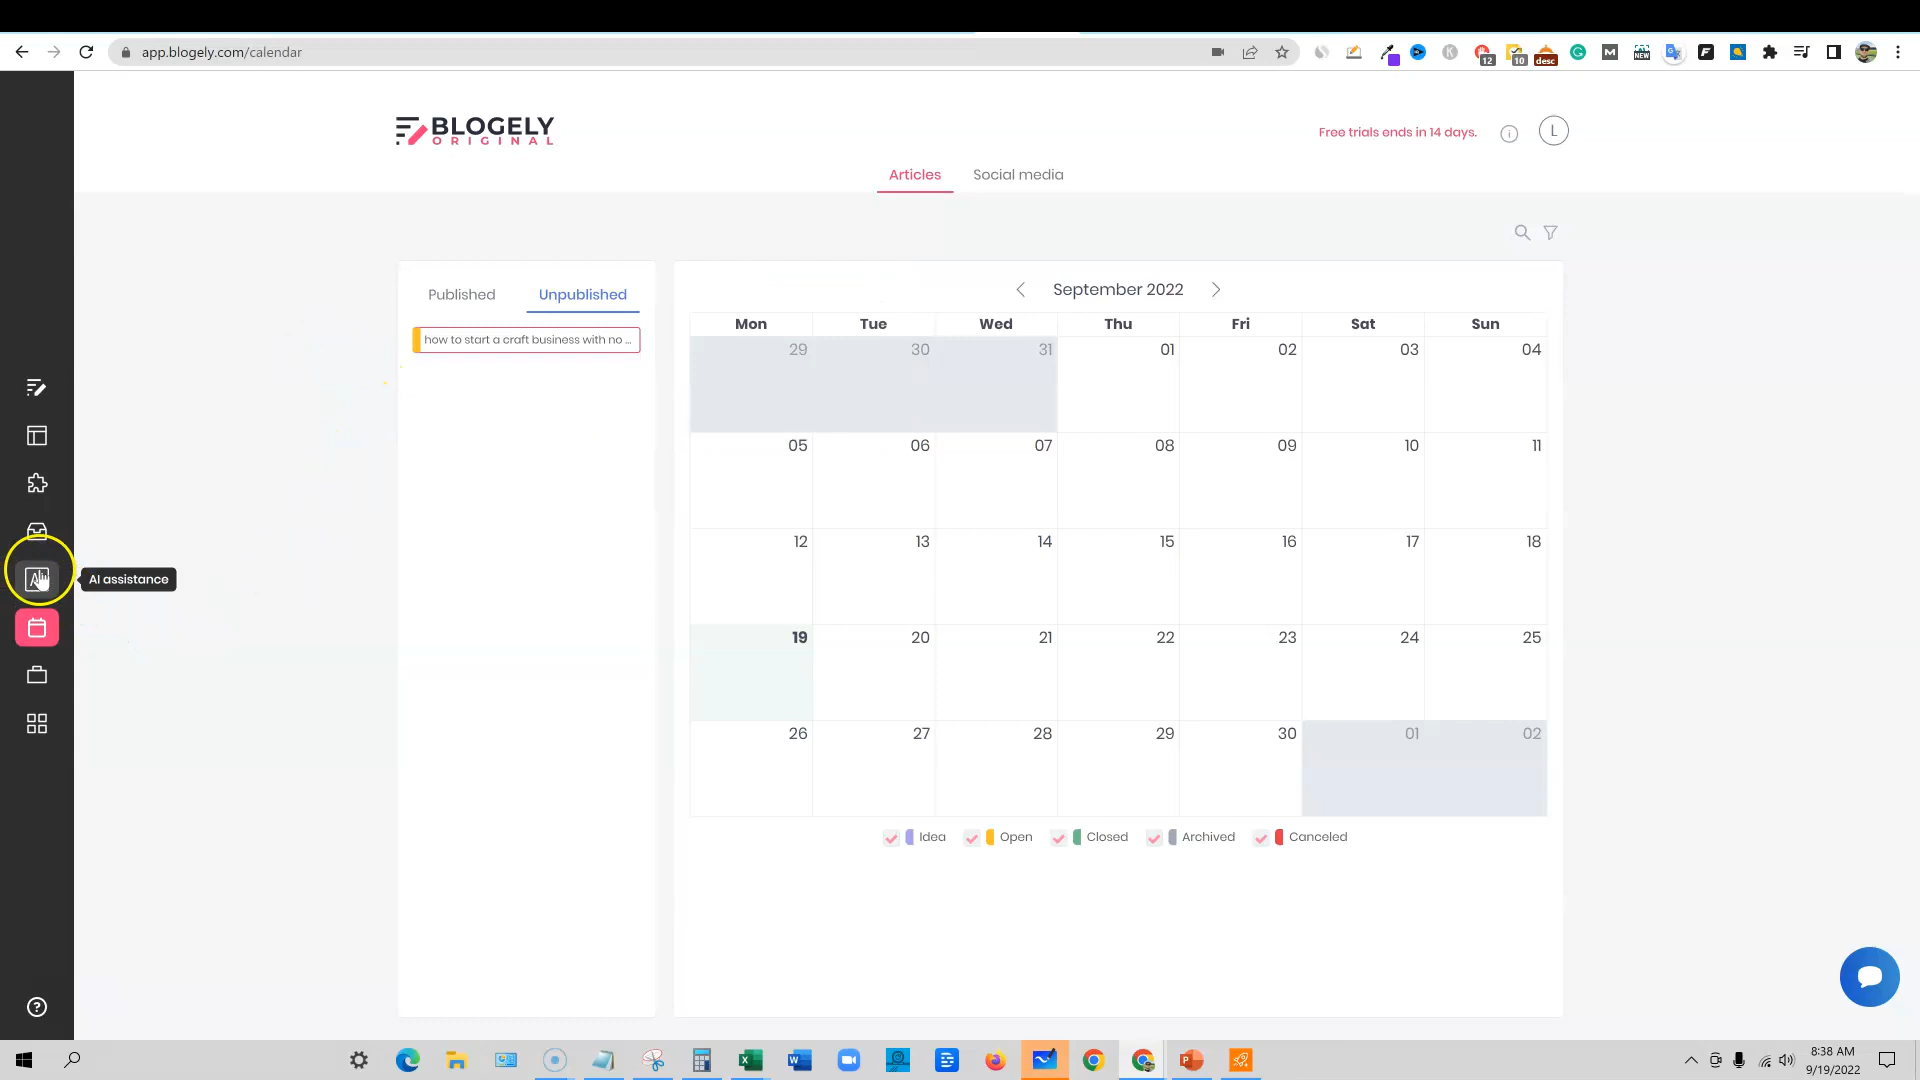 app.blogely.com/calendar
12
10
desc
NEW
BLOGELY
ORIGINAL
Free trials ends in 14 days.
L
Articles
Social media
Published
Unpublished
how to start a craft business with no ...
September 2022
Mon Tue Wed Thu Fri Sat Sun
29 30 31 01 02 03 04
05 06 07 08 09 10 11
12 13 14 15 16 17 18
19 20 21 22 23 24 25
26 27 28 29 30 01 02
Idea Open Closed Archived Canceled
AI assistance
8:38 AM
9/19/2022